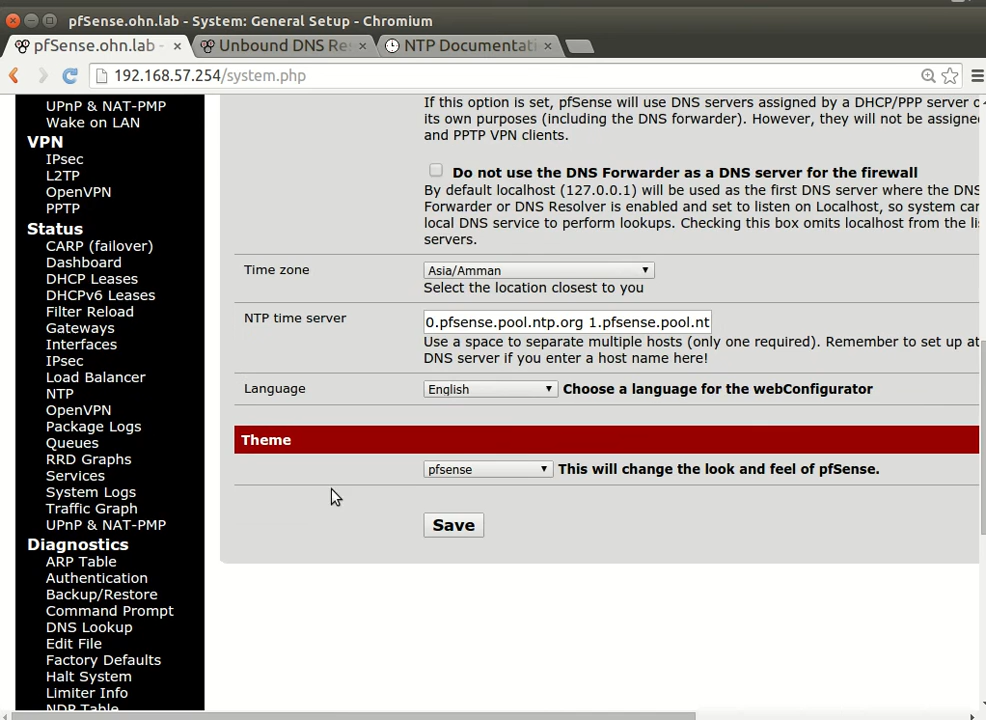 pfSense.ohn.lab - System: General Setup - Chromium
pfSense.ohn.lab - × Unbound DNS Re × NTP Documentati ×
192.168.57.254/system.php
UPnP & NAT-PMP
Wake on LAN
VPN
IPsec
L2TP
OpenVPN
PPTP
Status
CARP (failover)
Dashboard
DHCP Leases
DHCPv6 Leases
Filter Reload
Gateways
Interfaces
IPsec
Load Balancer
NTP
OpenVPN
Package Logs
Queues
RRD Graphs
Services
System Logs
Traffic Graph
UPnP & NAT-PMP
Diagnostics
ARP Table
Authentication
Backup/Restore
Command Prompt
DNS Lookup
Edit File
Factory Defaults
Halt System
Limiter Info
NDP Table
If this option is set, pfSense will use DNS servers assigned by a DHCP/PPP server o
its own purposes (including the DNS forwarder). However, they will not be assigne
and PPTP VPN clients.
Do not use the DNS Forwarder as a DNS server for the firewall
By default localhost (127.0.0.1) will be used as the first DNS server where the DNS
Forwarder or DNS Resolver is enabled and set to listen on Localhost, so system can
local DNS service to perform lookups. Checking this box omits localhost from the li
servers.
Time zone
Asia/Amman
Select the location closest to you
NTP time server
0.pfsense.pool.ntp.org 1.pfsense.pool.nt
Use a space to separate multiple hosts (only one required). Remember to set up at
DNS server if you enter a host name here!
Language
English Choose a language for the webConfigurator
Theme
pfsense This will change the look and feel of pfSense.
Save